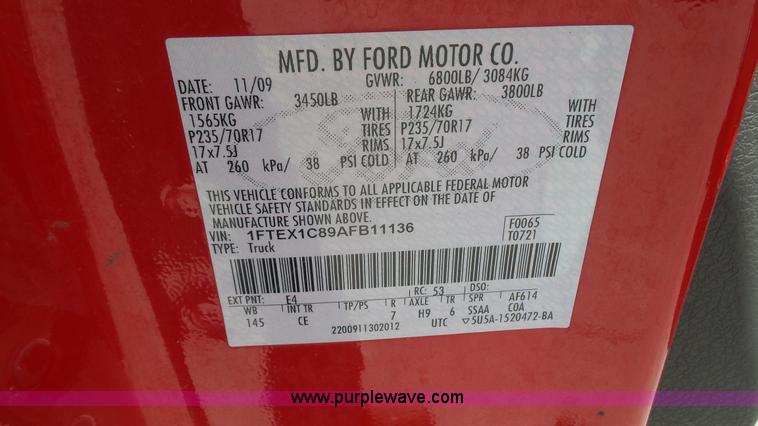 MFD. BY FORD MOTOR CO.
DATE: 11/09 GVWR: 6800LB/ 3084KG
FRONT GAWR: 3450LB REAR GAWR: 3800LB
1565KG WITH 1724KG WITH
P235/70R17 TIRES P235/70R17 TIRES
17x7.5J RIMS 17x7.5J RIMS
AT 260 kPa/ 38 PSI COLD AT 260 kPa/ 38 PSI COLD
THIS VEHICLE CONFORMS TO ALL APPLICABLE FEDERAL MOTOR
VEHICLE SAFETY STANDARDS IN EFFECT ON THE DATE OF
MANUFACTURE SHOWN ABOVE.
VIN: 1FTEX1C89AFB11136 F0065
TYPE: Truck T0721
EXT PNT: E4 RC: 53 DSO:
WB INT TR TP/PS R AXLE TR SPR AF614
145 CE 7 H9 6 SSAA COA
2200911302012 UTC 5U5A-1520472-BA
www.purplewave.com